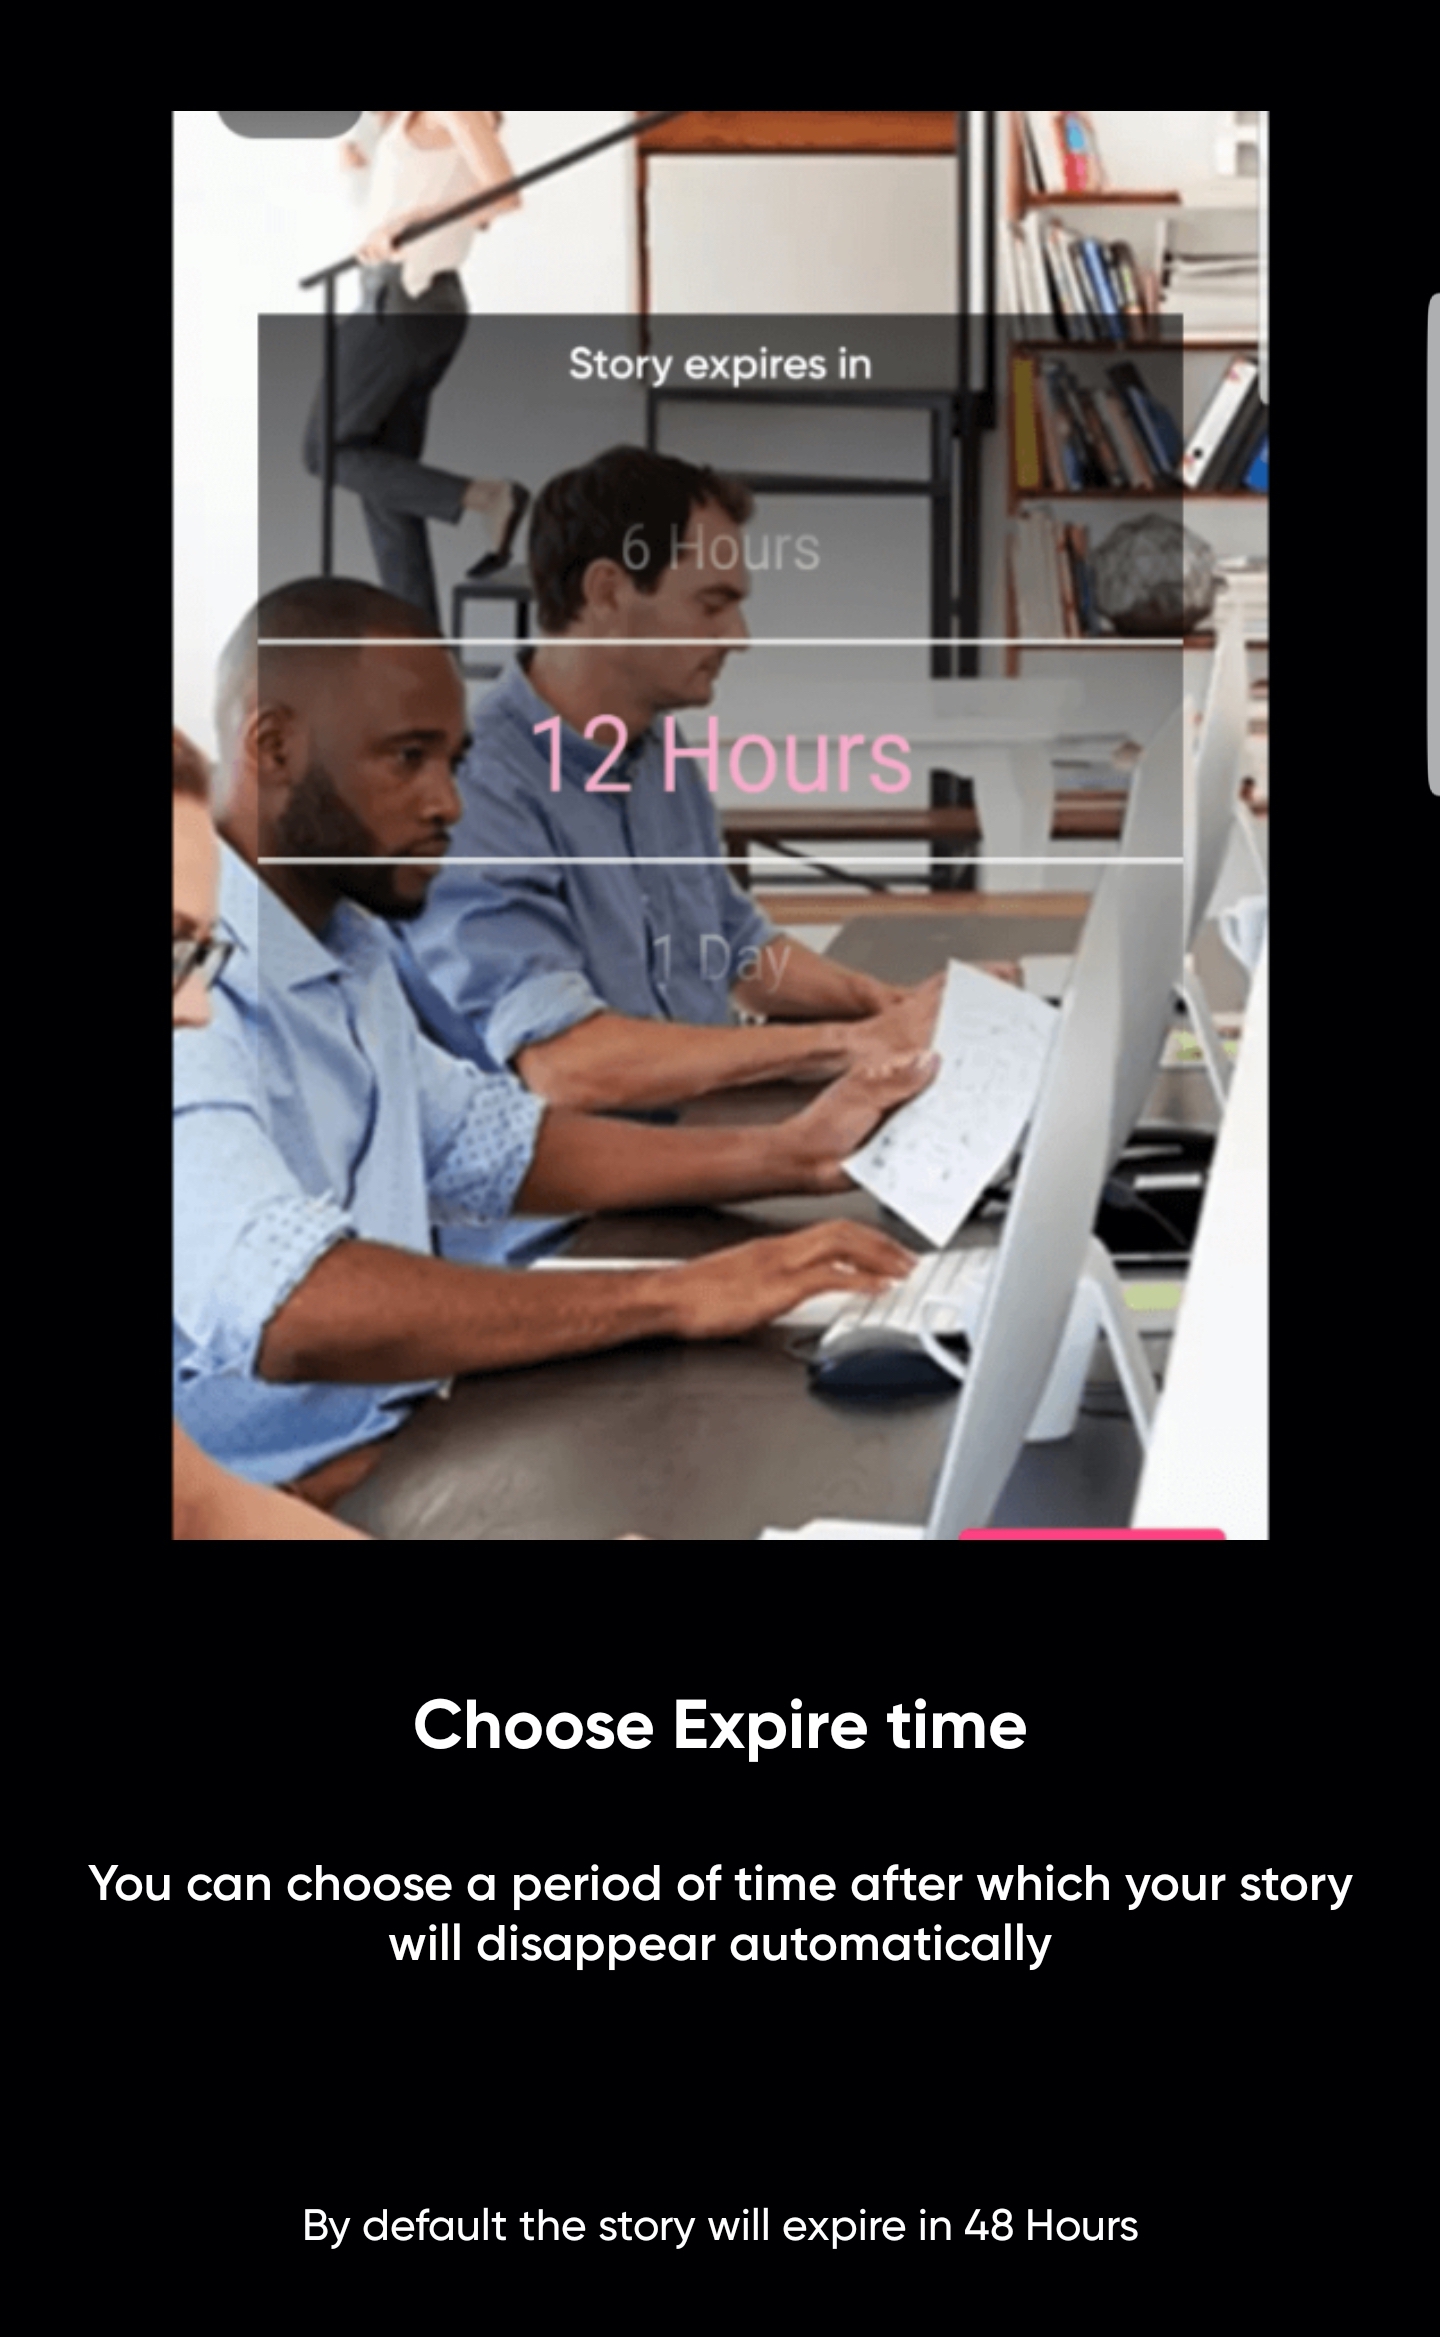 Story expires in
6 Hours
12 Hours
1 Day
Choose Expire time
You can choose a period of time after which your story
will disappear automatically
By default the story will expire in 48 Hours